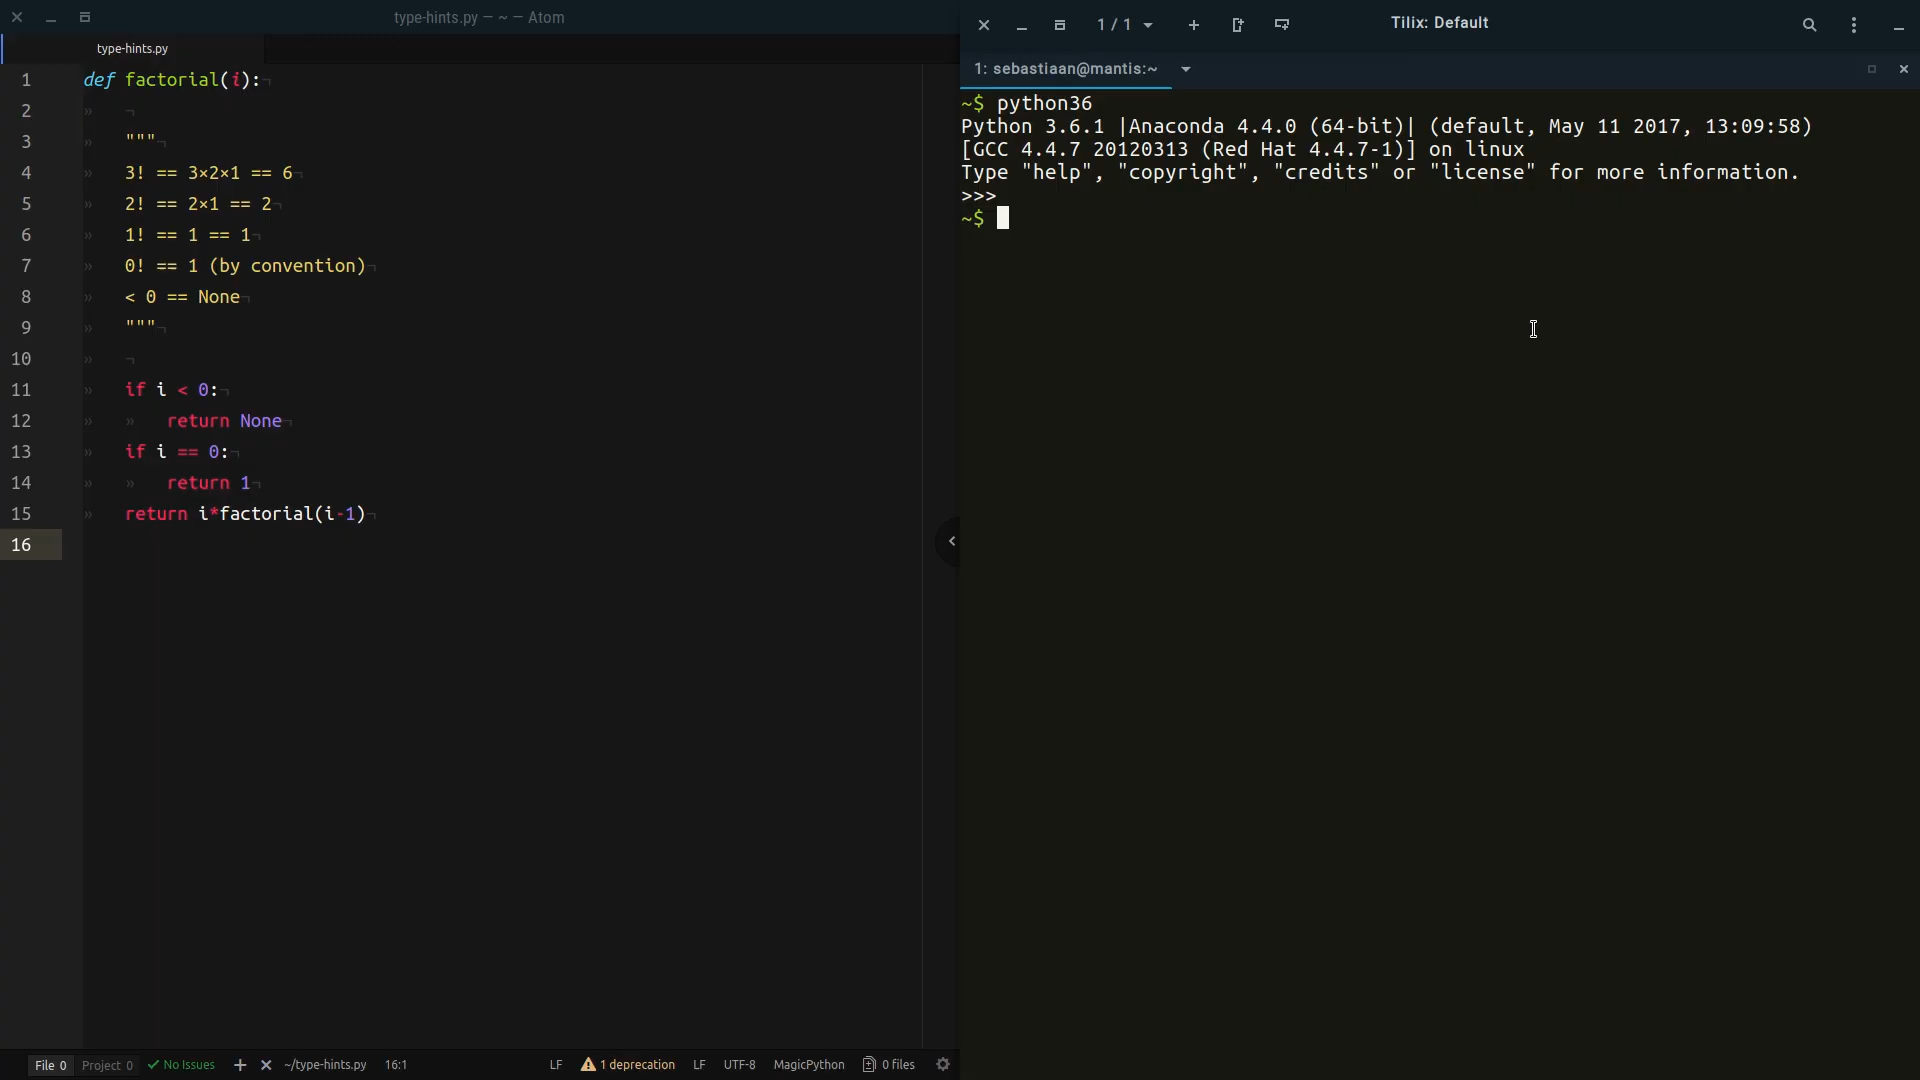 type-hints.py — ~ — Atom
type-hints.py
1 def factorial(i):¬
2 » ¬
3 » """¬
4 » 3! == 3×2×1 == 6¬
5 » 2! == 2×1 == 2¬
6 » 1! == 1 == 1¬
7 » 0! == 1 (by convention)¬
8 » < 0 == None¬
9 » """¬
10 » ¬
11 » if i < 0:¬
12 » » return None¬
13 » if i == 0:¬
14 » » return 1¬
15 » return i*factorial(i-1)¬
16
File 0 Project 0 No Issues ~/type-hints.py 16:1 LF 1 deprecation LF UTF-8 MagicPython 0 files
1 / 1 Tilix: Default
1: sebastiaan@mantis:~
~$ python36
Python 3.6.1 |Anaconda 4.4.0 (64-bit)| (default, May 11 2017, 13:09:58)
[GCC 4.4.7 20120313 (Red Hat 4.4.7-1)] on linux
Type "help", "copyright", "credits" or "license" for more information.
>>>
~$